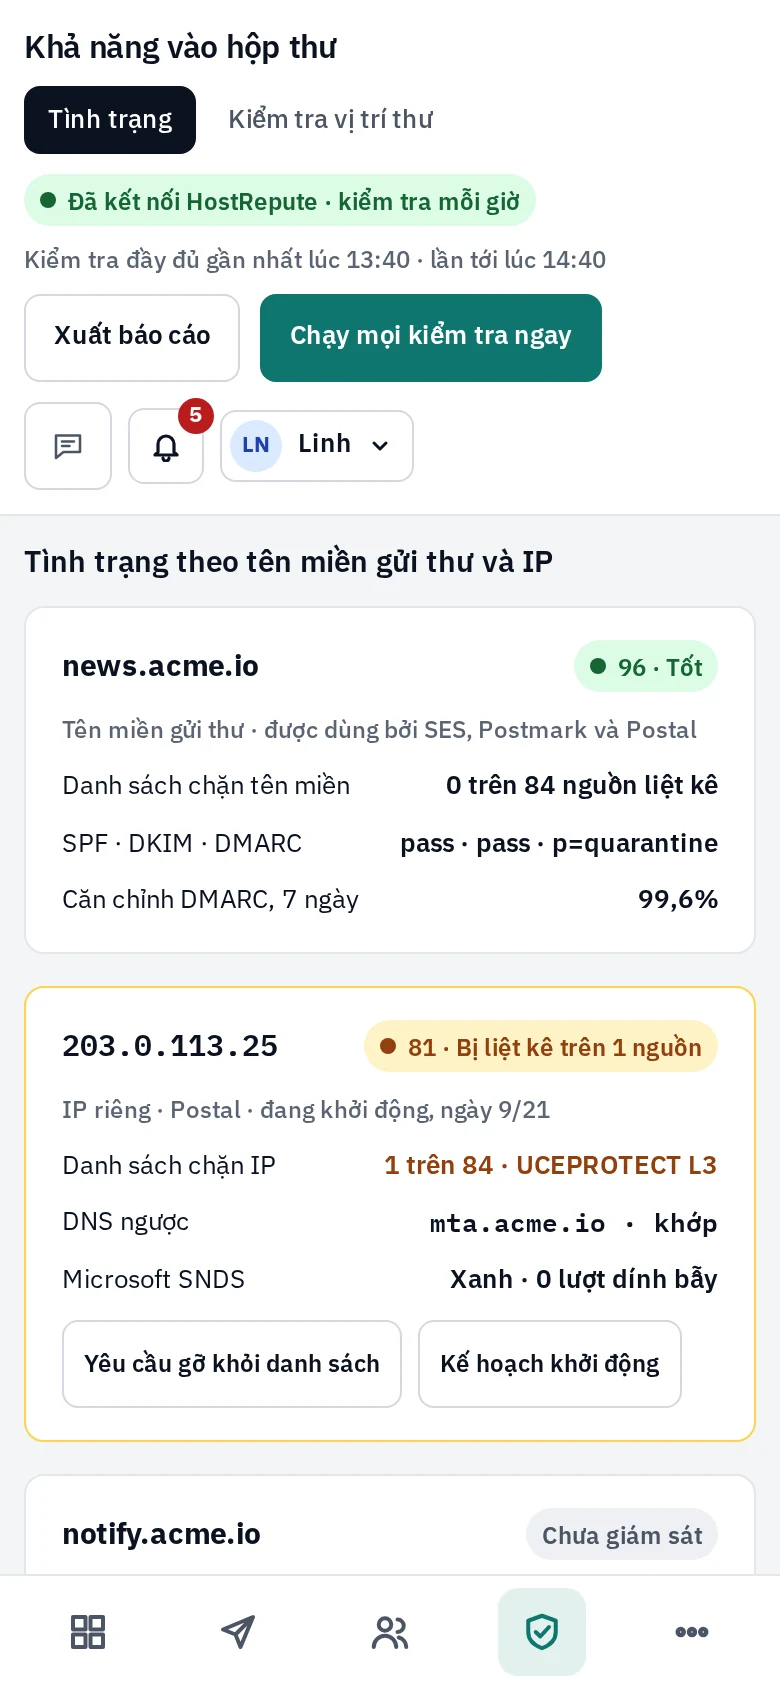 Khả năng vào hộp thư
Tình trạng
Kiểm tra vị trí thư
Đã kết nối HostRepute · kiểm tra mỗi giờ
Kiểm tra đầy đủ gần nhất lúc 13:40 · lần tới lúc 14:40
Xuất báo cáo
Chạy mọi kiểm tra ngay
5
LN Linh
Tình trạng theo tên miền gửi thư và IP
news.acme.io
96 · Tốt
Tên miền gửi thư · được dùng bởi SES, Postmark và Postal
Danh sách chặn tên miền
0 trên 84 nguồn liệt kê
SPF · DKIM · DMARC
pass · pass · p=quarantine
Căn chỉnh DMARC, 7 ngày
99,6%
203.0.113.25
81 · Bị liệt kê trên 1 nguồn
IP riêng · Postal · đang khởi động, ngày 9/21
Danh sách chặn IP
1 trên 84 · UCEPROTECT L3
DNS ngược
mta.acme.io · khớp
Microsoft SNDS
Xanh · 0 lượt dính bẫy
Yêu cầu gỡ khỏi danh sách
Kế hoạch khởi động
notify.acme.io
Chưa giám sát